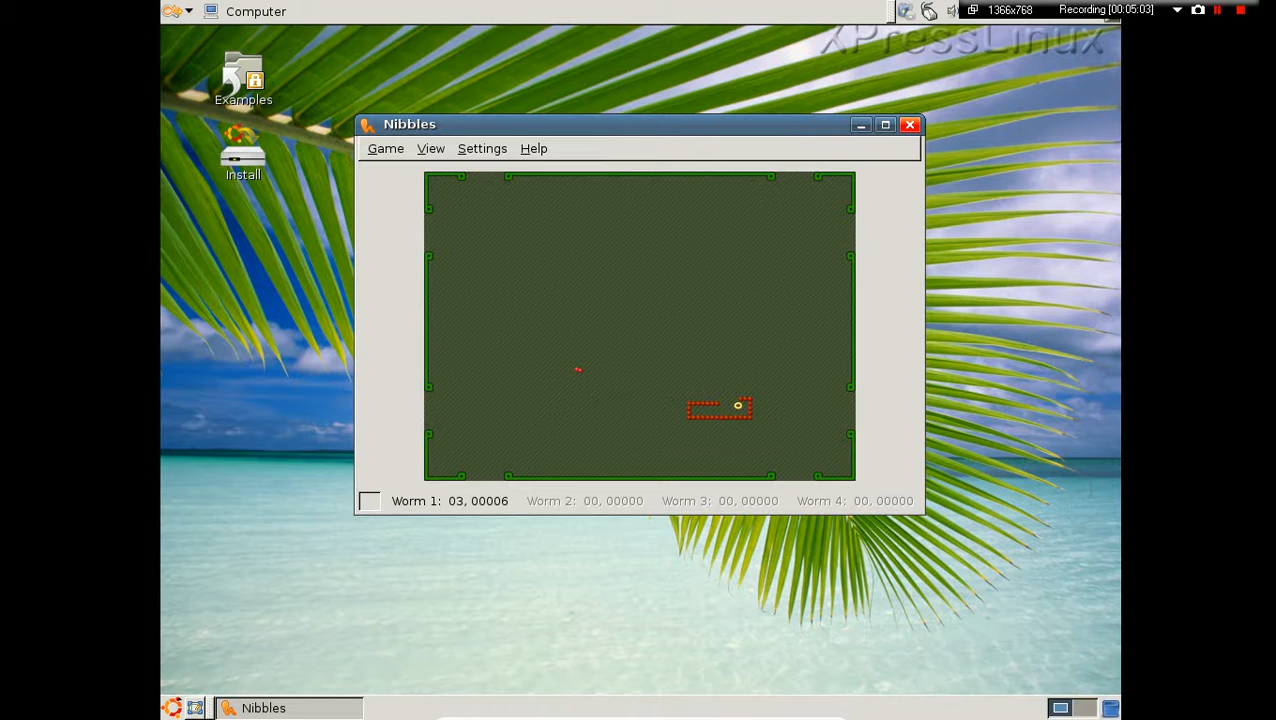 Computer
1366x768 Recording [00:05:03]
XPressLinux
Examples
Install
Nibbles
Game View Settings Help
Worm 1: 03, 00006 Worm 2: 00, 00000 Worm 3: 00, 00000 Worm 4: 00, 00000
Nibbles